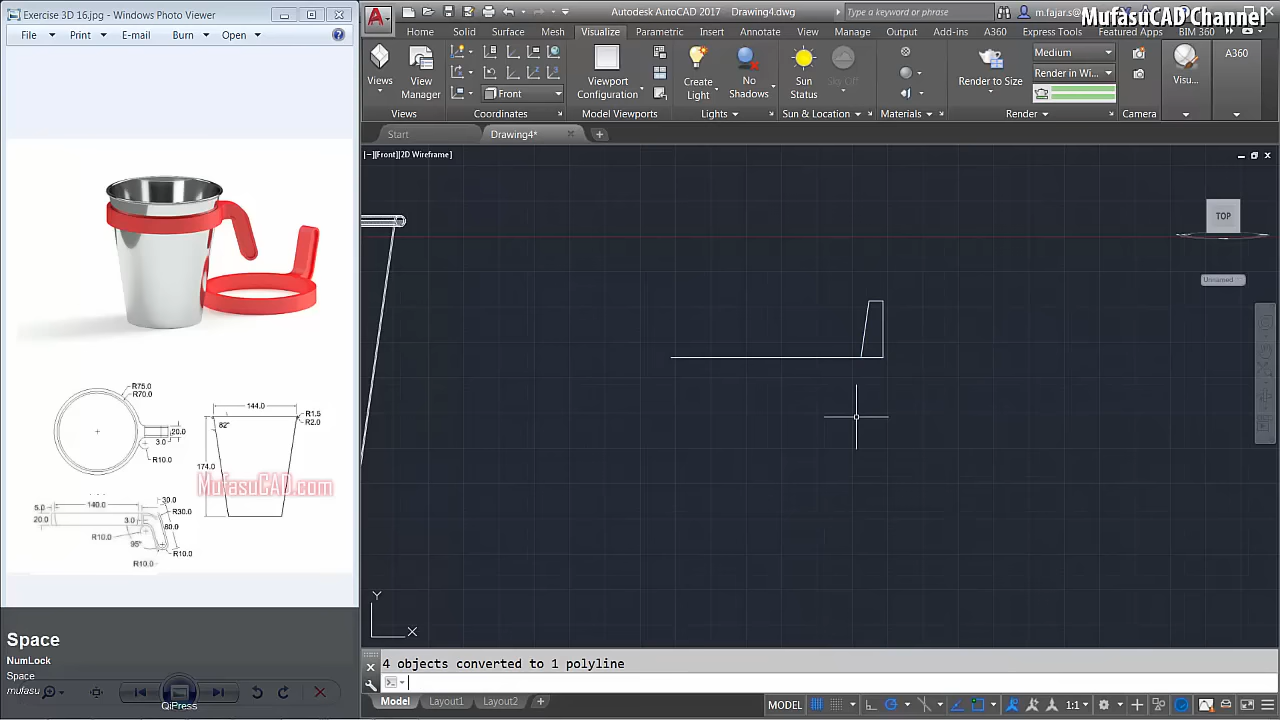 Exercise 3D 16.jpg - Windows Photo Viewer
File Print E-mail Burn Open
R75.0
R70.0
20.0
3.0
R10.0
144.0
R1.5
R2.0
82°
174.0
MufasuCAD.com
5.0
140.0
30.0
R30.0
20.0
3.0
80.0
R10.0
95°
R10.0
R10.0
Space
NumLock
Space
mufasu
QiPress
Autodesk AutoCAD 2017 Drawing4.dwg
Type a keyword or phrase
m.fajar.s@
MufasuCAD Channel
Home Solid Surface Mesh Visualize Parametric Insert Annotate View Manage Output Add-ins A360 Express Tools Featured Apps BIM 360
Views
View Manager
Front
Viewport Configuration
Create Light
No Shadows
Sun Status
Sky Off
Medium
Render to Size
Render in Wi...
Visu...
A360
Views Coordinates Model Viewports Lights Sun & Location Materials Render Camera
Start Drawing4*
[−][Front][2D Wireframe]
TOP
Unnamed
Y
X
4 objects converted to 1 polyline
Model Layout1 Layout2
MODEL 1:1